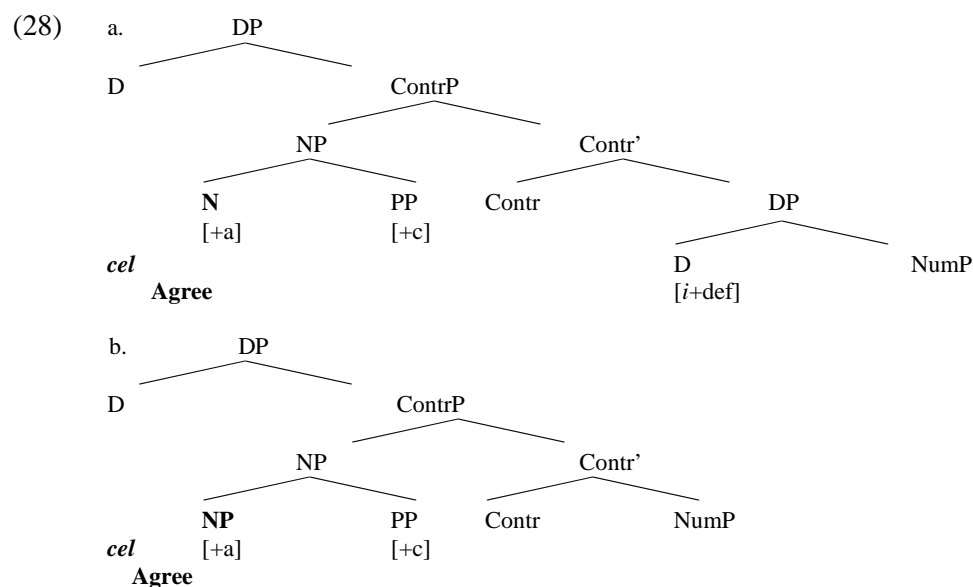 (28) a. DP
D ContrP
NP Contr’
N PP Contr DP
[+a] [+c]
cel D NumP
Agree [i+def]
b. DP
D ContrP
NP Contr’
NP PP Contr NumP
cel [+a] [+c]
Agree